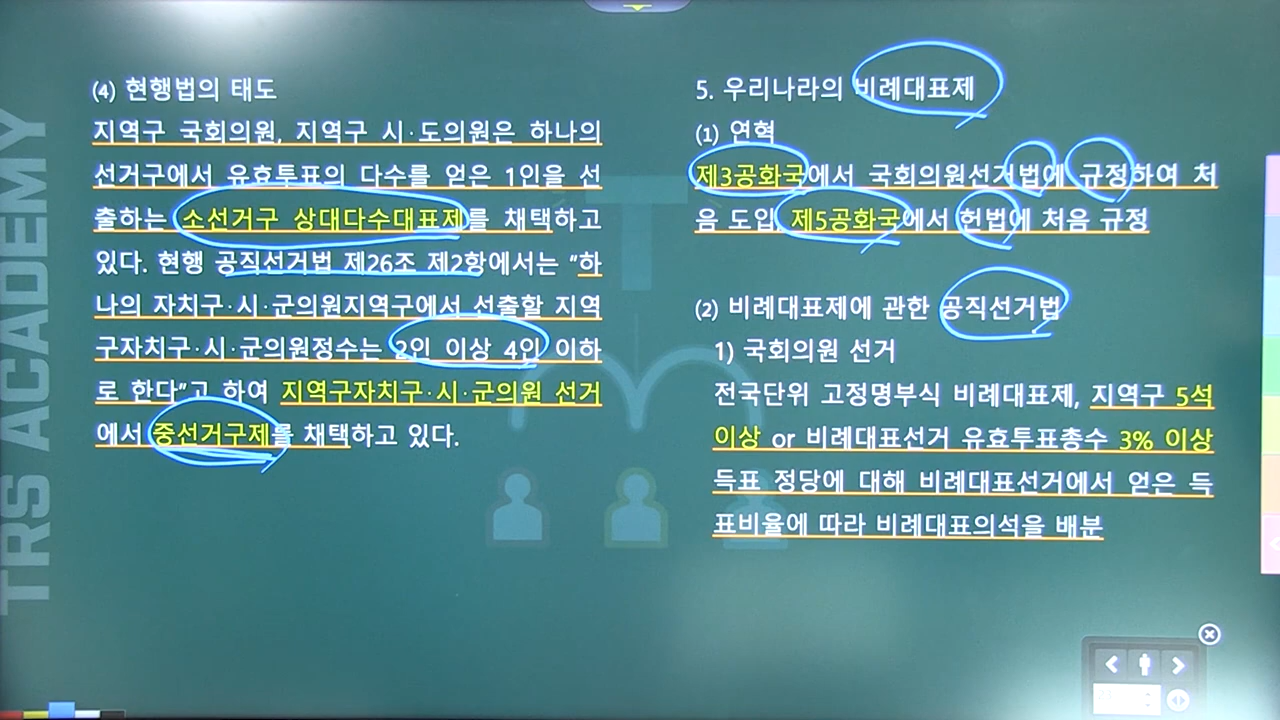 TRS ACADEMY
(4) 현행법의 태도
지역구 국회의원, 지역구 시·도의원은 하나의
선거구에서 유효투표의 다수를 얻은 1인을 선
출하는 소선거구 상대다수대표제를 채택하고
있다. 현행 공직선거법 제26조 제2항에서는 “하
나의 자치구·시·군의원지역구에서 선출할 지역
구자치구·시·군의원정수는 2인 이상 4인 이하
로 한다”고 하여 지역구자치구·시·군의원 선거
에서 중선거구제를 채택하고 있다.
5. 우리나라의 비례대표제
(1) 연혁
제3공화국에서 국회의원선거법에 규정하여 처
음 도입, 제5공화국에서 헌법에 처음 규정
(2) 비례대표제에 관한 공직선거법
1) 국회의원 선거
전국단위 고정명부식 비례대표제, 지역구 5석
이상 or 비례대표선거 유효투표총수 3% 이상
득표 정당에 대해 비례대표선거에서 얻은 득
표비율에 따라 비례대표의석을 배분